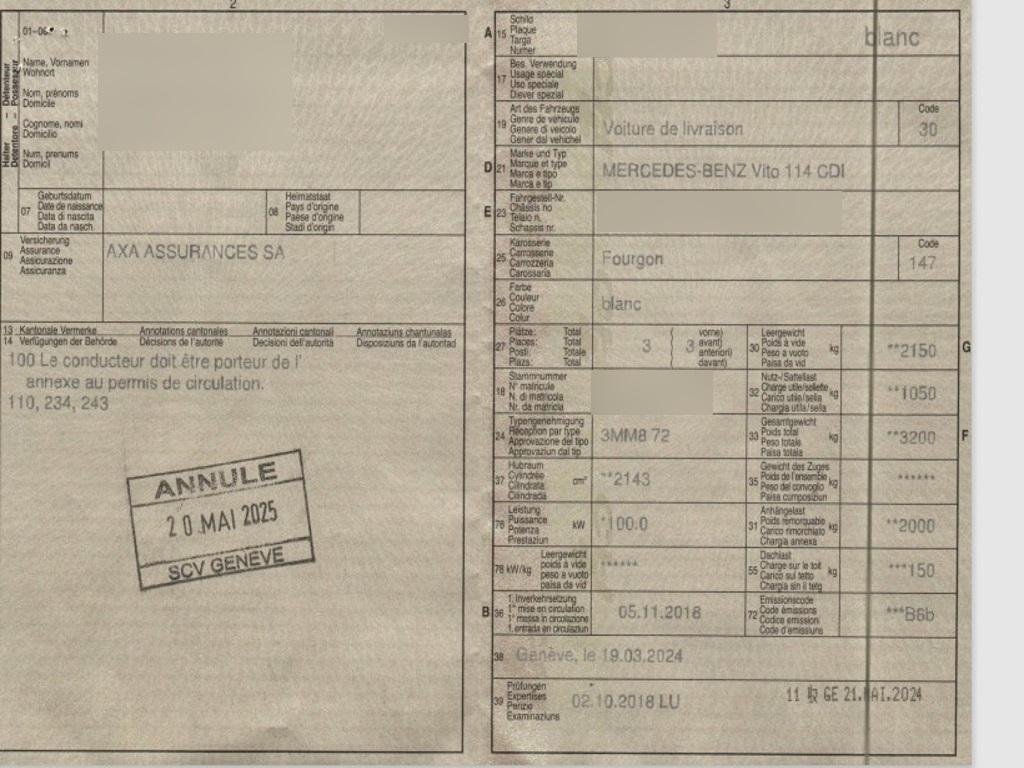 2
01-06
Halter - Détenteur
Detentore - Possessur
Name, Vornamen
Wohnort
Nom, prénoms
Domicile
Cognome, nomi
Domicilio
Num, prenums
Domicil
07
Geburtsdatum
Date de naissance
Data di nascita
Data da nasch.
08
Heimatstaat
Pays d'origine
Paese d'origine
Stadi d'origin
09
Versicherung
Assurance
Assicurazione
Assicuranza
AXA ASSURANCES SA
13 Kantonale Vermerke Annotations cantonales Annotazioni cantonali Annotaziuns chantunalas
14 Verfügungen der Behörde Décisions de l'autorité Decisioni dell'autorità Disposiziuns da l'autoritad
100 Le conducteur doit être porteur de l'
annexe au permis de circulation.
110, 234, 243
ANNULE
20 MAI 2025
SCV GENEVE
3
A 15
Schild
Plaque
Targa
Numer
blanc
17
Bes. Verwendung
Usage spécial
Uso speciale
Diever spezial
19
Art des Fahrzeugs
Genre de véhicule
Genere di veicolo
Gener dal vehichel
Voiture de livraison
Code
30
D 21
Marke und Typ
Marque et type
Marca e tipo
Marca e tip
MERCEDES-BENZ Vito 114 CDI
E 23
Fahrgestell-Nr.
Châssis no
Telaio n.
Schassis nr.
25
Karosserie
Carrosserie
Carrozzeria
Carossaria
Fourgon
Code
147
26
Farbe
Couleur
Colore
Colur
blanc
27
Plätze: Total ( vorne)
Places: Total ( avant)
Posti: Totale ( anteriori)
Plazs: Total ( davant)
3 3
30
Leergewicht
Poids à vide
Peso a vuoto
Paisa da vid
kg
**2150
G
18
Stammnummer
N° matricule
N. di matricola
Nr. da matricla
32
Nutz-/Sattellast
Charge utile/sellette
Carico utile/sella
Chargia utila/sella
kg
**1050
24
Typengenehmigung
Réception par type
Approvazione del tipo
Approvaziun dal tip
3MM8 72
33
Gesamtgewicht
Poids total
Peso totale
Paisa totala
kg
**3200
F
37
Hubraum
Cylindrée
Cilindrata
Cilindrada
cm³
**2143
35
Gewicht des Zuges
Poids de l'ensemble
Peso del convoglio
Paisa cumposiziun
kg
******
76
Leistung
Puissance
Potenza
Prestaziun
kW
*100.0
31
Anhängelast
Poids remorquable
Carico rimorchiato
Chargia annexa
kg
**2000
78 kW/kg
Leergewicht
poids à vide
peso a vuoto
paisa da vid
******
55
Dachlast
Charge sur le toit
Carico sul tetto
Chargia sin il tetg
kg
***150
B 36
1. Inverkehrsetzung
1re mise en circulation
1a messa in circolazione
1. entrada en circulaziun
05.11.2018
72
Emissionscode
Code émissions
Codice emissioni
Code d'emissiuns
***B6b
38
Genève, le 19.03.2024
39
Prüfungen
Expertises
Perizie
Examinaziuns
02.10.2018 LU
11 GE 21.MAI.2024